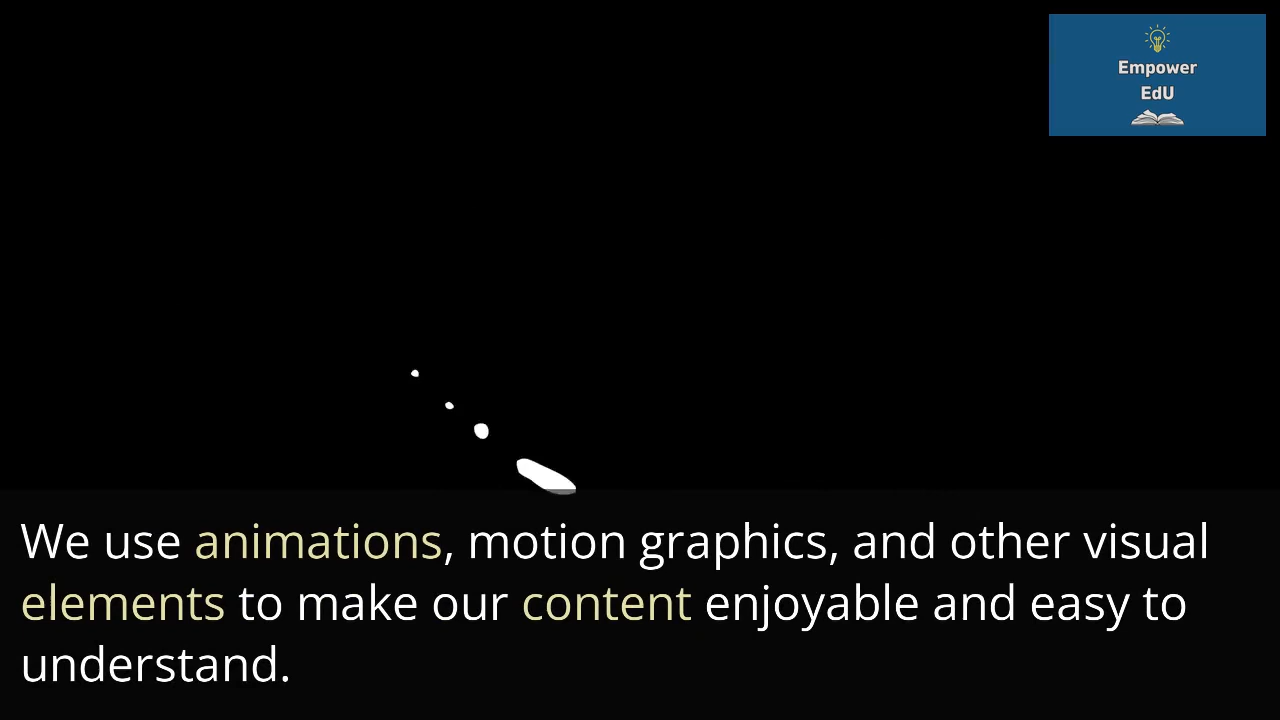 Empower
EdU
We use animations, motion graphics, and other visual
elements to make our content enjoyable and easy to
understand.